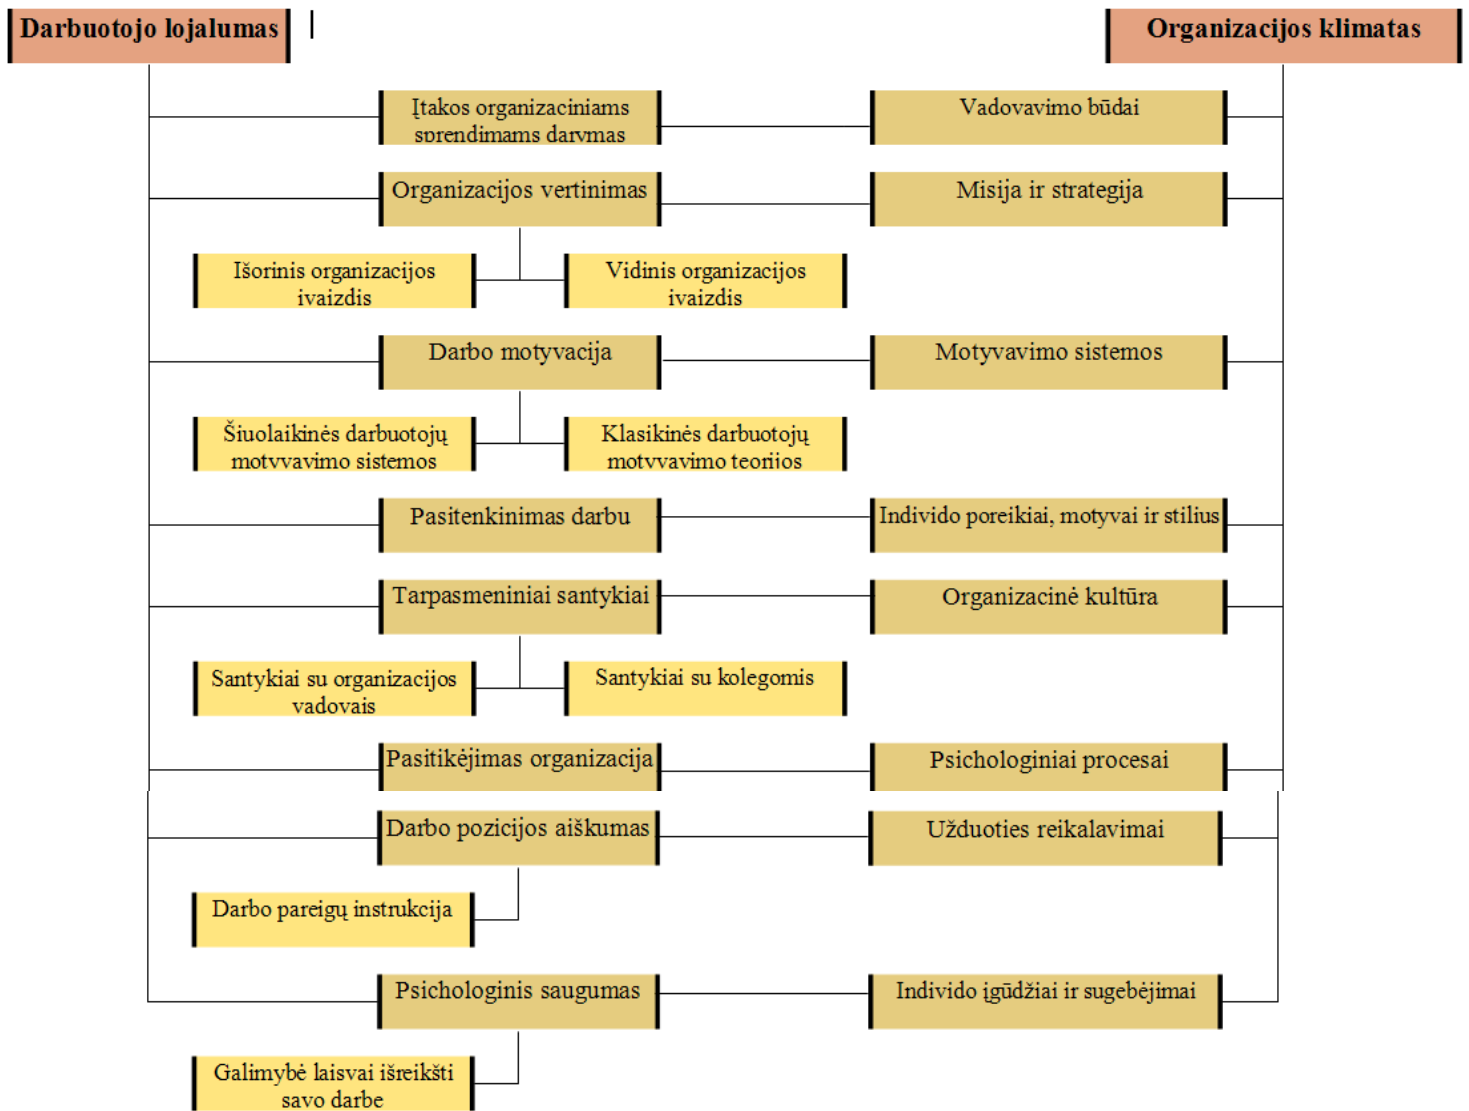 Darbuotojo lojalumas
Organizacijos klimatas
Įtakos organizaciniams
sprendimams darymas
Vadovavimo būdai
Organizacijos vertinimas
Misija ir strategija
Išorinis organizacijos
įvaizdis
Vidinis organizacijos
įvaizdis
Darbo motyvacija
Motyvavimo sistemos
Šiuolaikinės darbuotojų
motyvavimo sistemos
Klasikinės darbuotojų
motyvavimo teorijos
Pasitenkinimas darbu
Individo poreikiai, motyvai ir stilius
Tarpasmeniniai santykiai
Organizacinė kultūra
Santykiai su organizacijos
vadovais
Santykiai su kolegomis
Pasitikėjimas organizacija
Psichologiniai procesai
Darbo pozicijos aiškumas
Užduoties reikalavimai
Darbo pareigų instrukcija
Psichologinis saugumas
Individo įgūdžiai ir sugebėjimai
Galimybė laisvai išreikšti
savo darbe